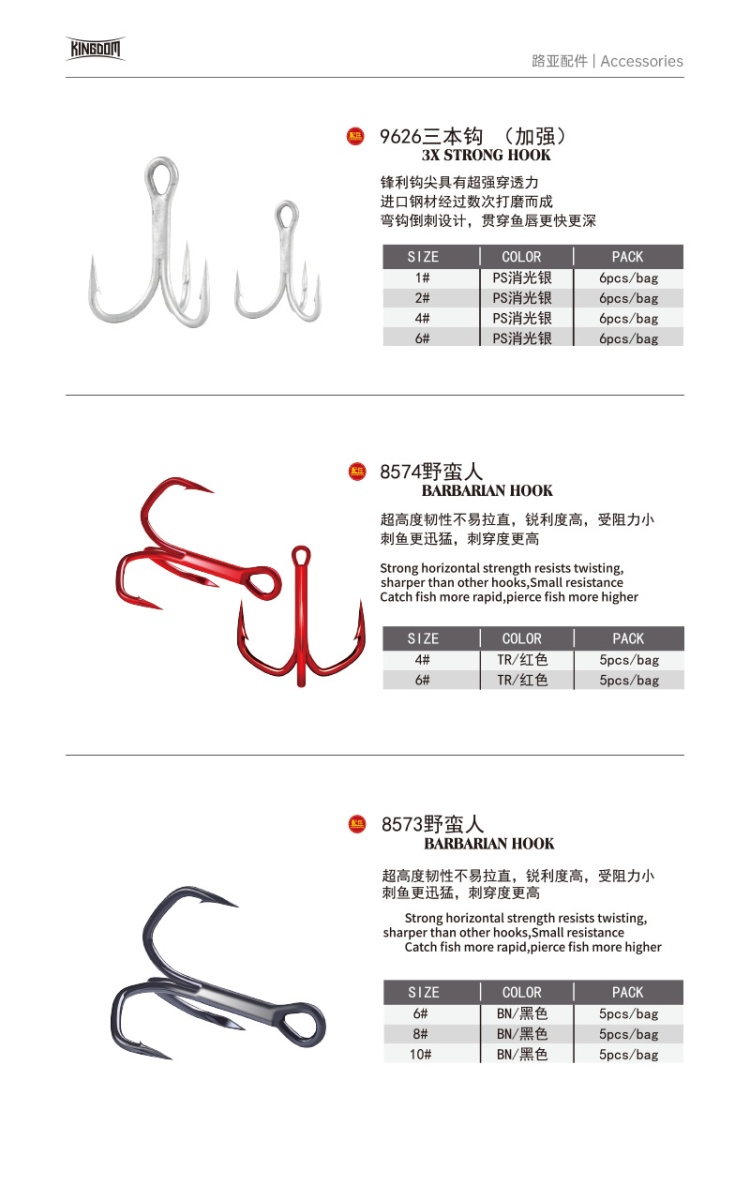 KINGDOM
路亚配件 | Accessories
9626三本钩 （加强）
3X STRONG HOOK
锋利钩尖具有超强穿透力
进口钢材经过数次打磨而成
弯钩倒刺设计，贯穿鱼唇更快更深
SIZE COLOR PACK
1# PS消光银 6pcs/bag
2# PS消光银 6pcs/bag
4# PS消光银 6pcs/bag
6# PS消光银 6pcs/bag
8574野蛮人
BARBARIAN HOOK
超高度韧性不易拉直，锐利度高，受阻力小
刺鱼更迅猛，刺穿度更高
Strong horizontal strength resists twisting,
sharper than other hooks,Small resistance
Catch fish more rapid,pierce fish more higher
SIZE COLOR PACK
4# TR/红色 5pcs/bag
6# TR/红色 5pcs/bag
8573野蛮人
BARBARIAN HOOK
超高度韧性不易拉直，锐利度高，受阻力小
刺鱼更迅猛，刺穿度更高
Strong horizontal strength resists twisting,
sharper than other hooks,Small resistance
Catch fish more rapid,pierce fish more higher
SIZE COLOR PACK
6# BN/黑色 5pcs/bag
8# BN/黑色 5pcs/bag
10# BN/黑色 5pcs/bag